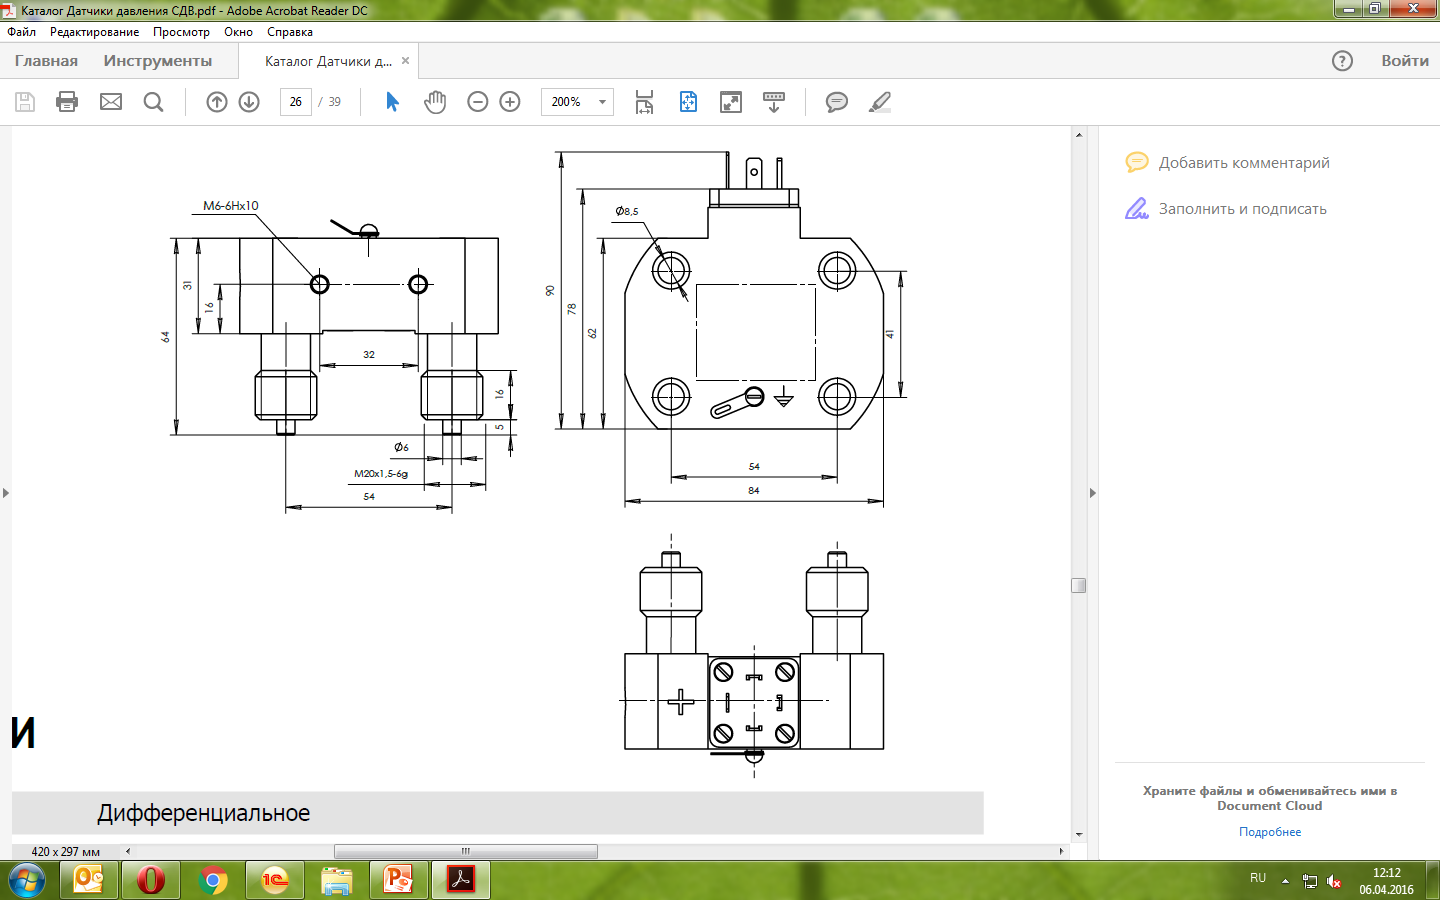 Каталог Датчики давления СДВ.pdf - Adobe Acrobat Reader DC
Файл Редактирование Просмотр Окно Справка
Главная Инструменты Каталог Датчики д... × ? Войти
26 / 39 200%
Добавить комментарий
Заполнить и подписать
M6-6Hx10
31
16
64
32
16
5
Ø6
M20x1,5-6g
54
Ø8,5
90
78
62
41
54
84
И
Дифференциальное
Храните файлы и обменивайтесь ими в
Document Cloud
Подробнее
420 x 297 мм
RU
12:12
06.04.2016